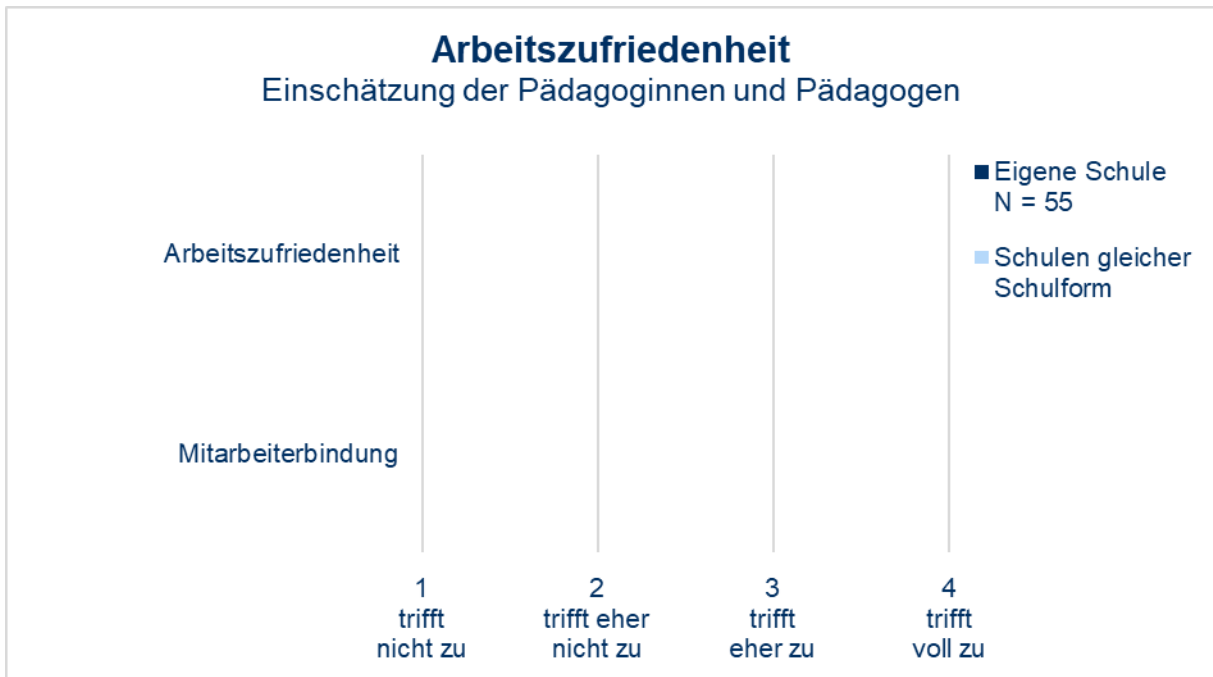 Arbeitszufriedenheit
Einschätzung der Pädagoginnen und Pädagogen
Eigene Schule
N = 55
Schulen gleicher
Schulform
Arbeitszufriedenheit
Mitarbeiterbindung
1
trifft
nicht zu
2
trifft eher
nicht zu
3
trifft
eher zu
4
trifft
voll zu